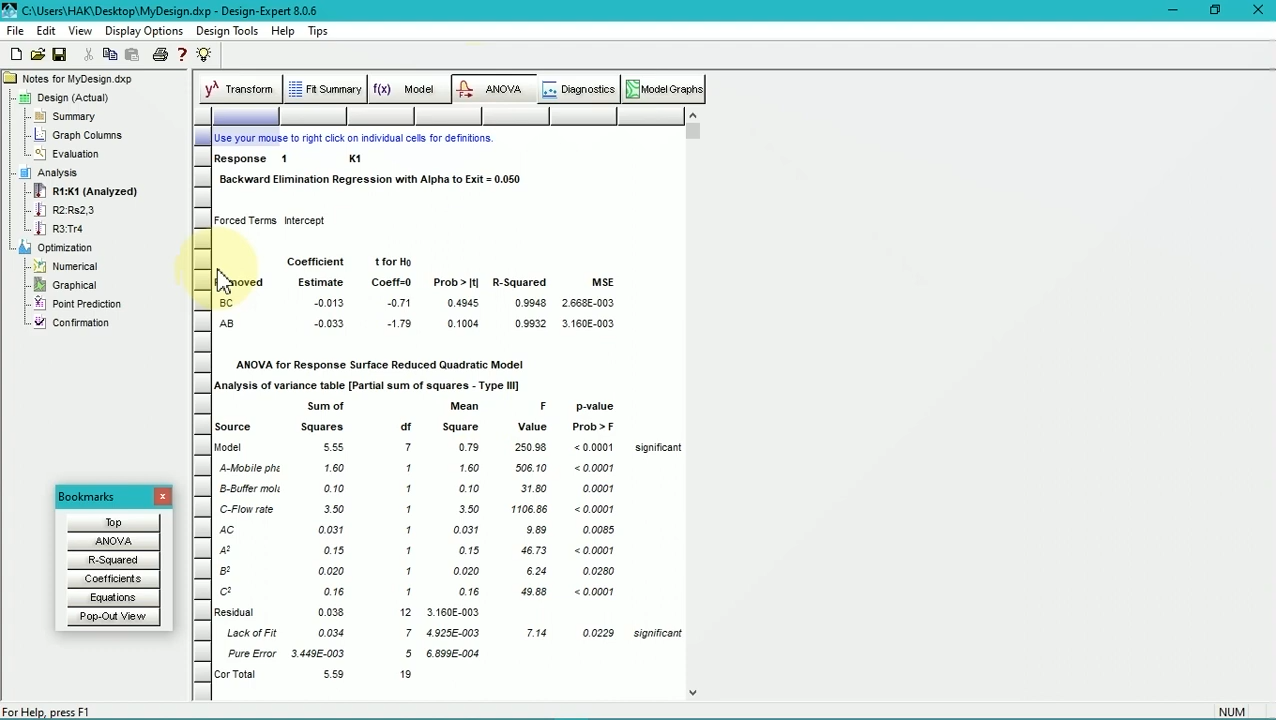 C:\Users\HAK\Desktop\MyDesign.dxp - Design-Expert 8.0.6
File Edit View Display Options Design Tools Help Tips
Notes for MyDesign.dxp
Design (Actual)
Summary
Graph Columns
Evaluation
Analysis
R1:K1 (Analyzed)
R2:Rs2,3
R3:Tr4
Optimization
Numerical
Graphical
Point Prediction
Confirmation
Bookmarks
Top
ANOVA
R-Squared
Coefficients
Equations
Pop-Out View
Transform Fit Summary f(x) Model ANOVA Diagnostics Model Graphs
Use your mouse to right click on individual cells for definitions.
Response 1 K1
Backward Elimination Regression with Alpha to Exit = 0.050
Forced Terms Intercept
Coefficient t for H0
Estimate Coeff=0 Prob > |t| R-Squared MSE
BC -0.013 -0.71 0.4945 0.9948 2.668E-003
AB -0.033 -1.79 0.1004 0.9932 3.160E-003
ANOVA for Response Surface Reduced Quadratic Model
Analysis of variance table [Partial sum of squares - Type III]
Sum of Mean F p-value
Source Squares df Square Value Prob > F
Model 5.55 7 0.79 250.98 < 0.0001 significant
A-Mobile pha 1.60 1 1.60 506.10 < 0.0001
B-Buffer mola 0.10 1 0.10 31.80 0.0001
C-Flow rate 3.50 1 3.50 1106.86 < 0.0001
AC 0.031 1 0.031 9.89 0.0085
A² 0.15 1 0.15 46.73 < 0.0001
B² 0.020 1 0.020 6.24 0.0280
C² 0.16 1 0.16 49.88 < 0.0001
Residual 0.038 12 3.160E-003
Lack of Fit 0.034 7 4.925E-003 7.14 0.0229 significant
Pure Error 3.449E-003 5 6.899E-004
Cor Total 5.59 19
For Help, press F1
NUM